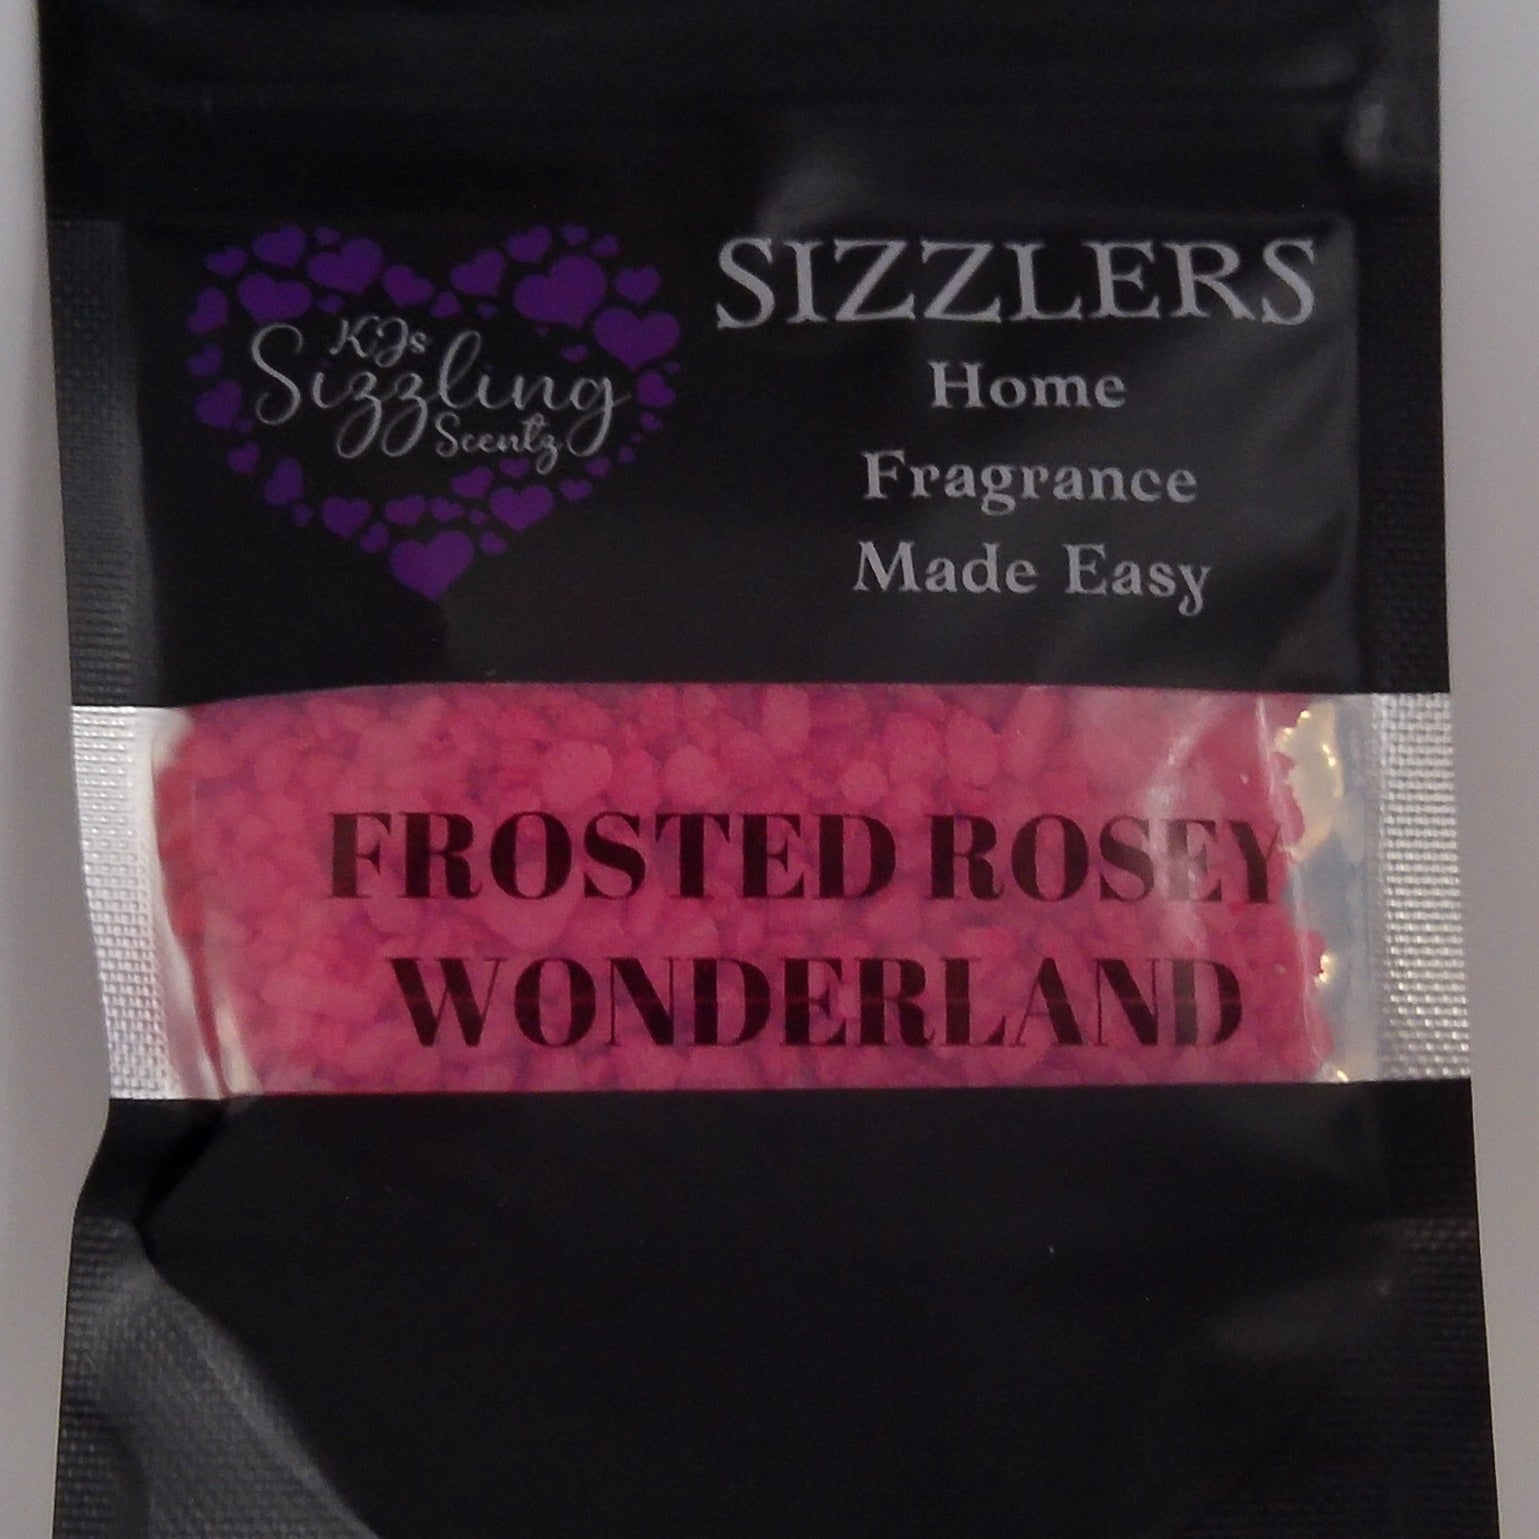 KJs
Sizzling
Scentz
SIZZLERS
Home
Fragrance
Made Easy
FROSTED ROSEY
WONDERLAND